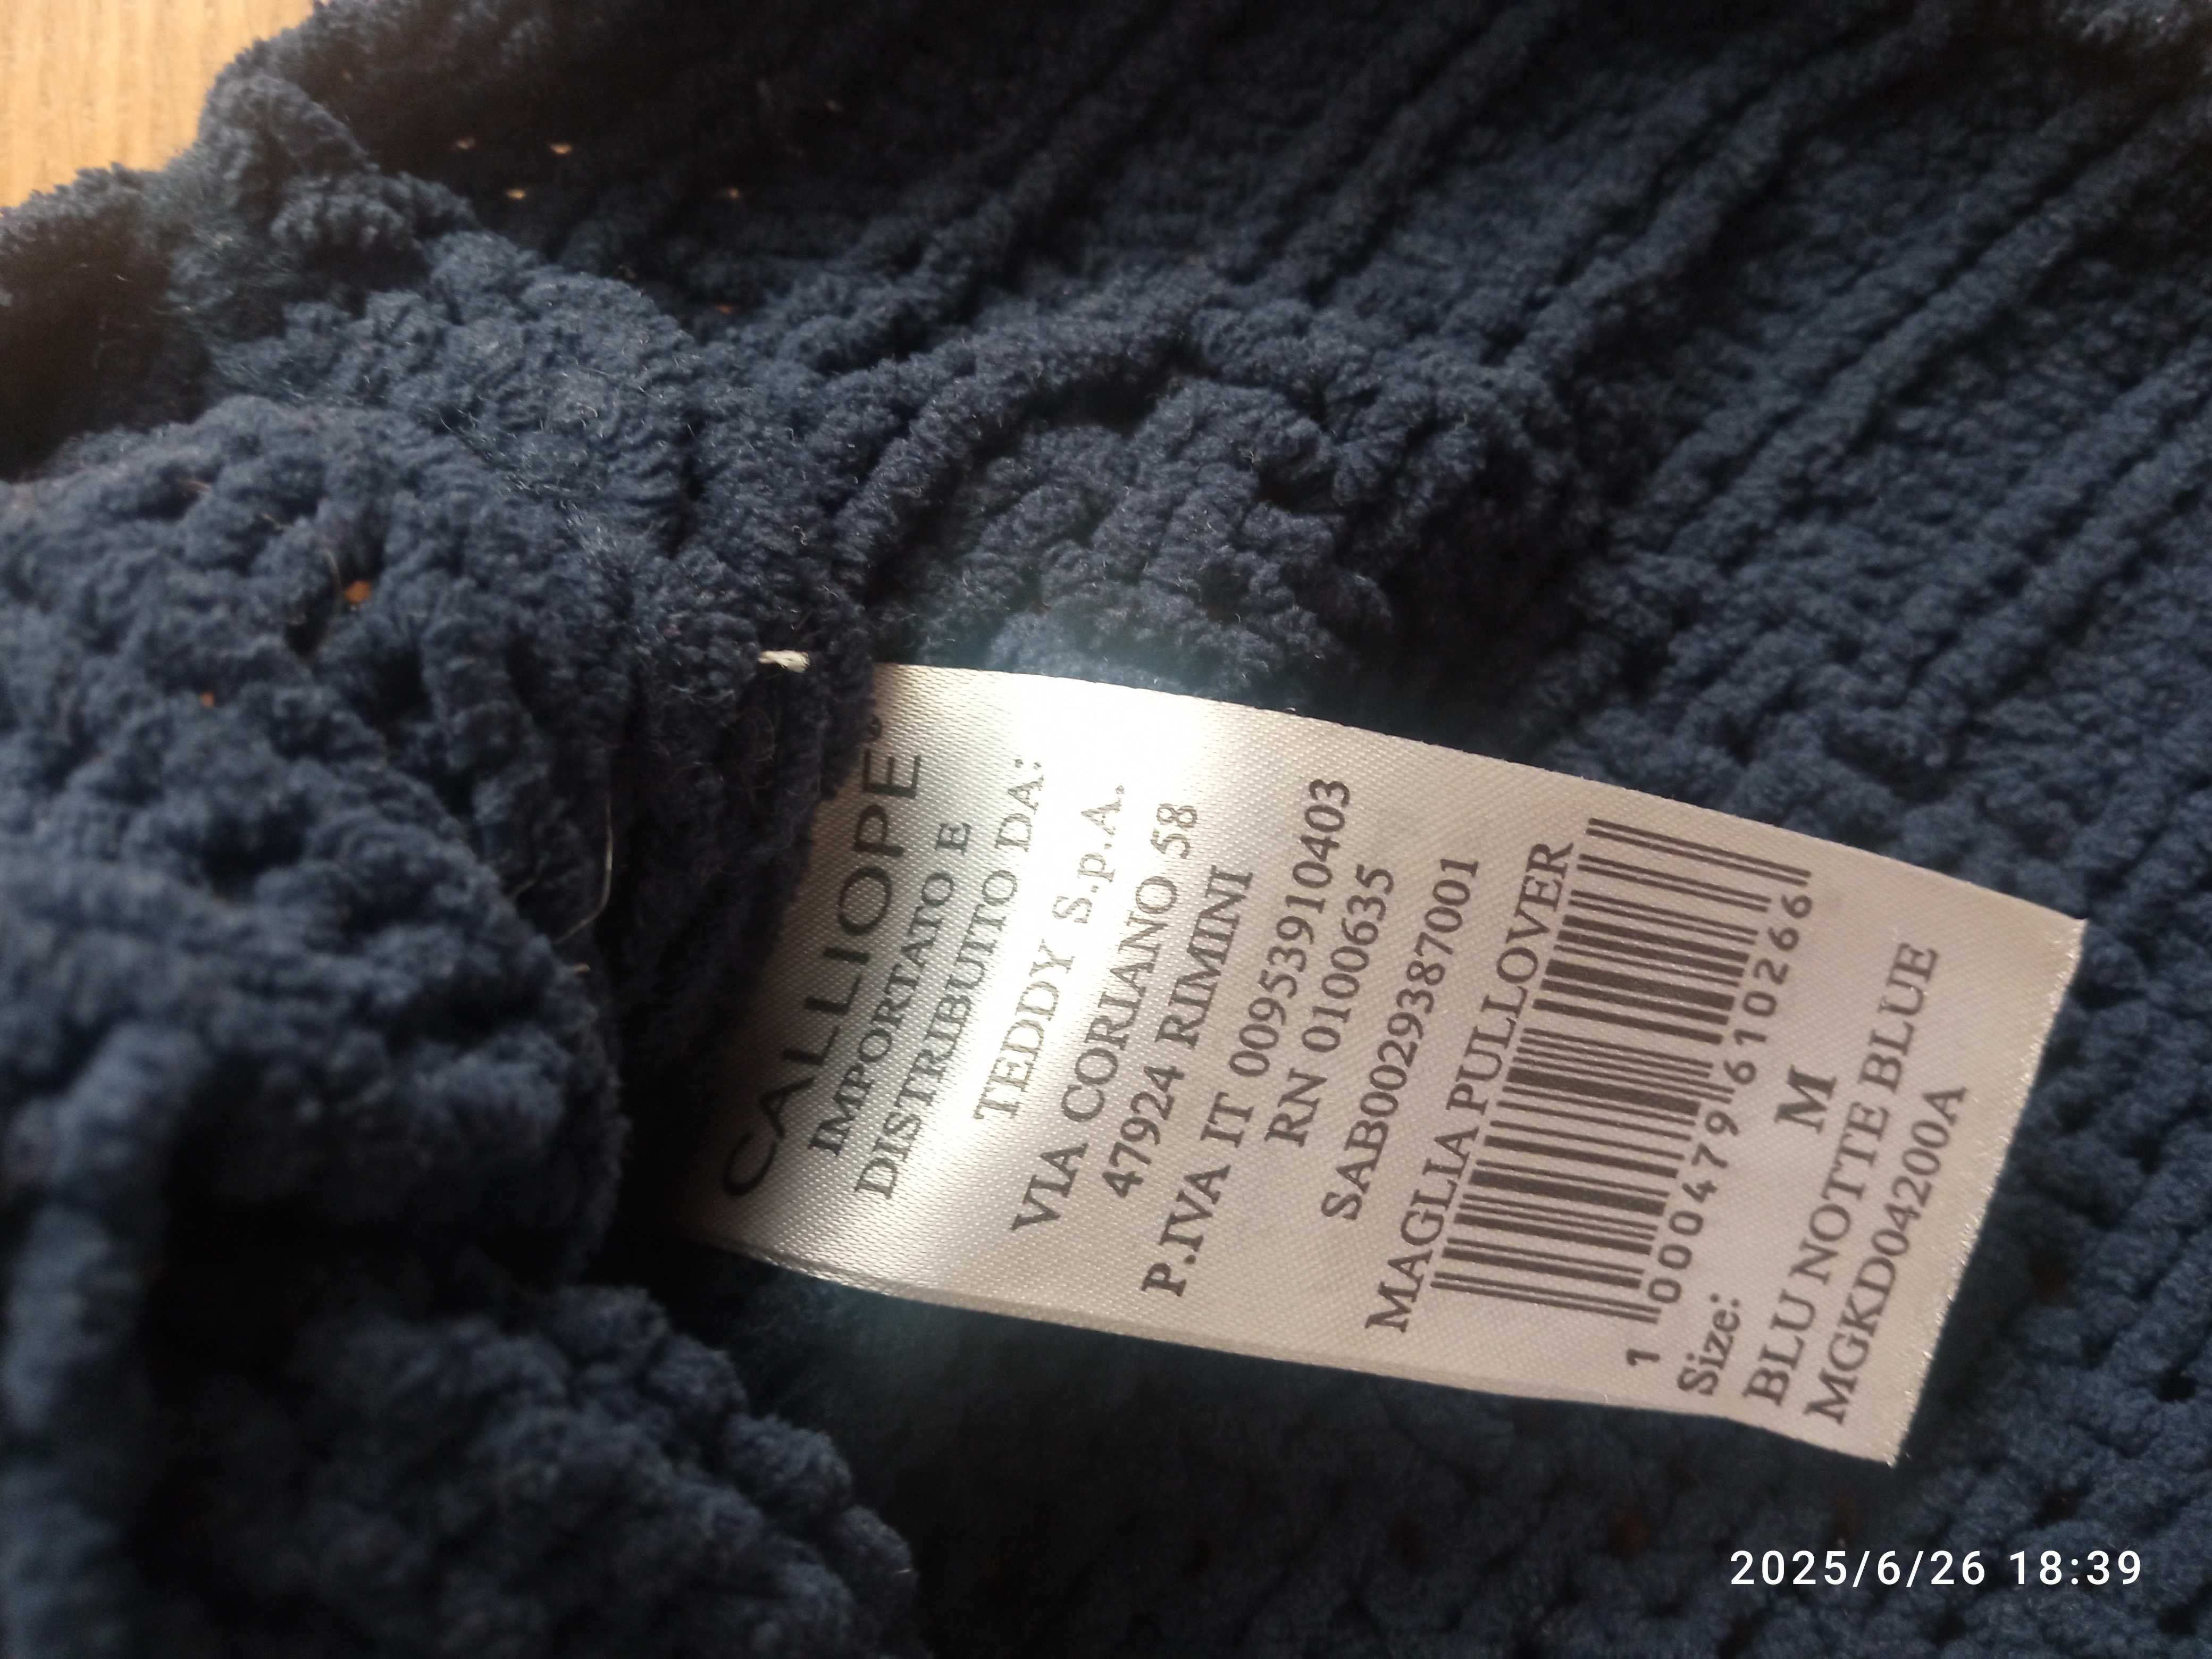 CALLIOPE®
IMPORTATO E
DISTRIBUITO DA:
TEDDY S.p.A.
VIA CORIANO 58
47924 RIMINI
P.IVA IT 00953910403
RN 0100635
SAB0029387001
MAGLIA PULLOVER
1 000479 610266
Size: M
BLU NOTTE BLUE
MGKD04200A
2025/6/26 18:39